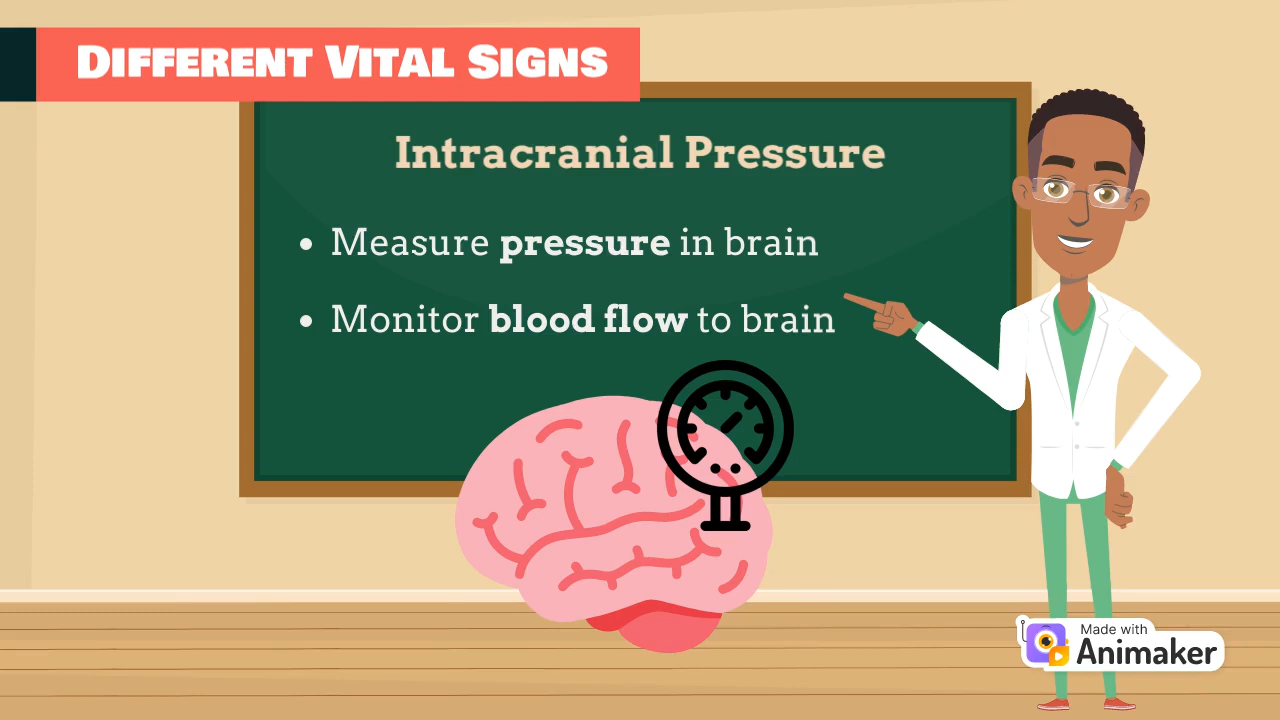 Different Vital Signs
Intracranial Pressure
• Measure pressure in brain
• Monitor blood flow to brain
Made with
Animaker